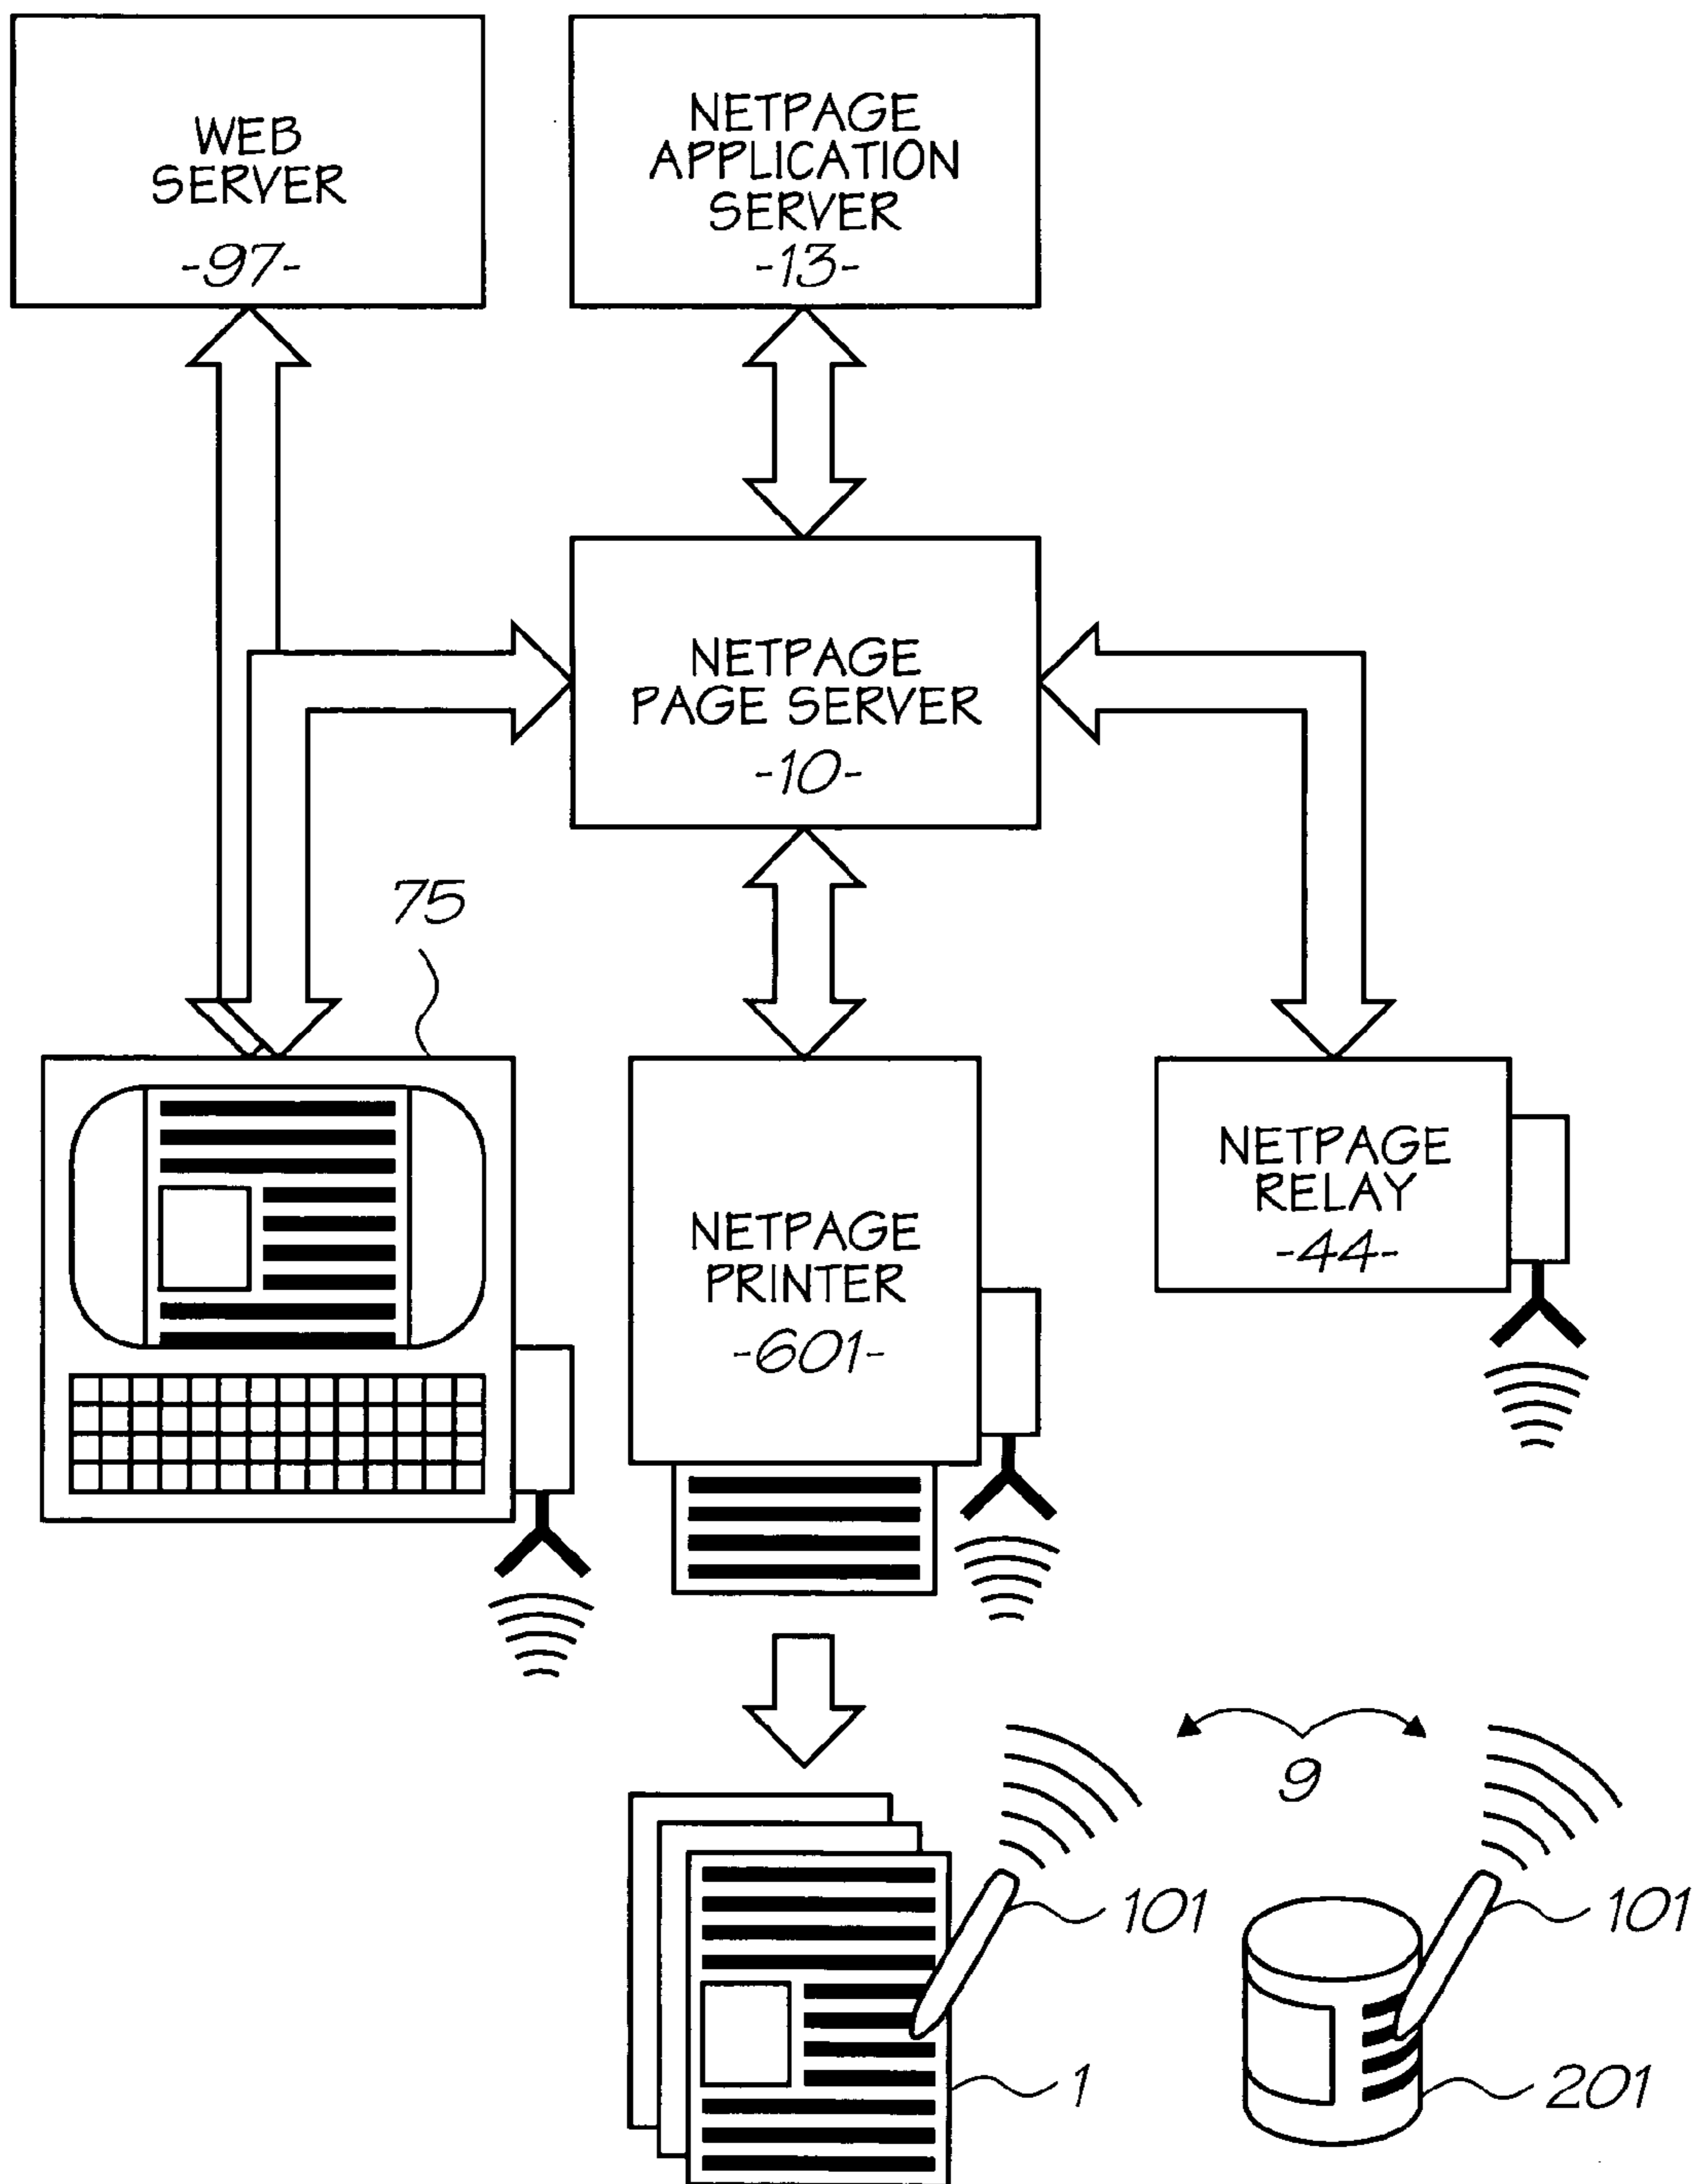 WEB
SERVER
-97-
NETPAGE
APPLICATION
SERVER
-13-
NETPAGE
PAGE SERVER
-10-
75
NETPAGE
PRINTER
-601-
NETPAGE
RELAY
-44-
9
101
101
1
201